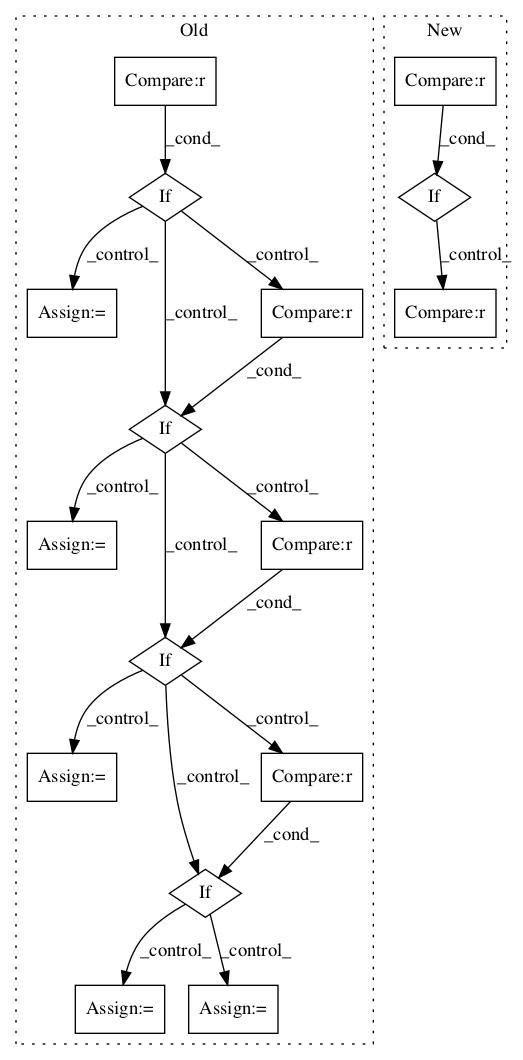 Old
New
Compare:r
Compare:r
_cond_
_cond_
If
If
_control_
_control_
_control_
Assign:=
_control_
Compare:r
Compare:r
_cond_
If
_control_
_control_
Assign:=
_control_
Compare:r
_cond_
If
_control_
_control_
Assign:=
_control_
Compare:r
_cond_
If
_control_
_control_
Assign:=
Assign:=